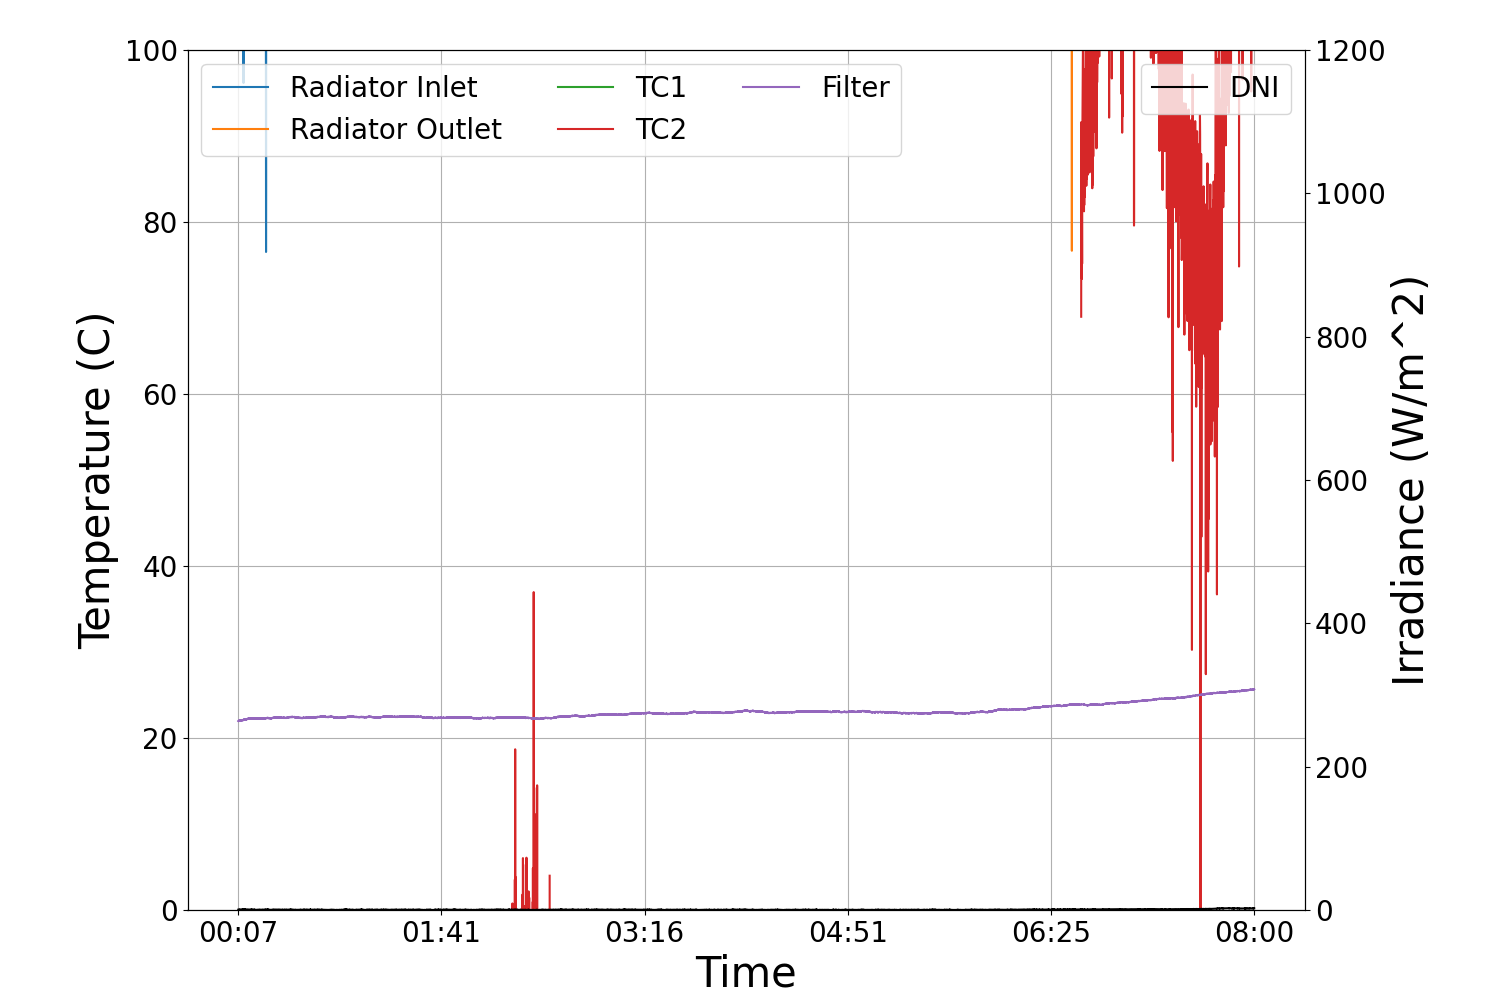 Radiator Inlet
Radiator Outlet
TC1
TC2
Filter
DNI
Temperature (C)
100
80
60
40
20
0
1200
1000
800
600
400
200
0
Irradiance (W/m^2)
00:07 01:41 03:16 04:51 06:25 08:00
Time